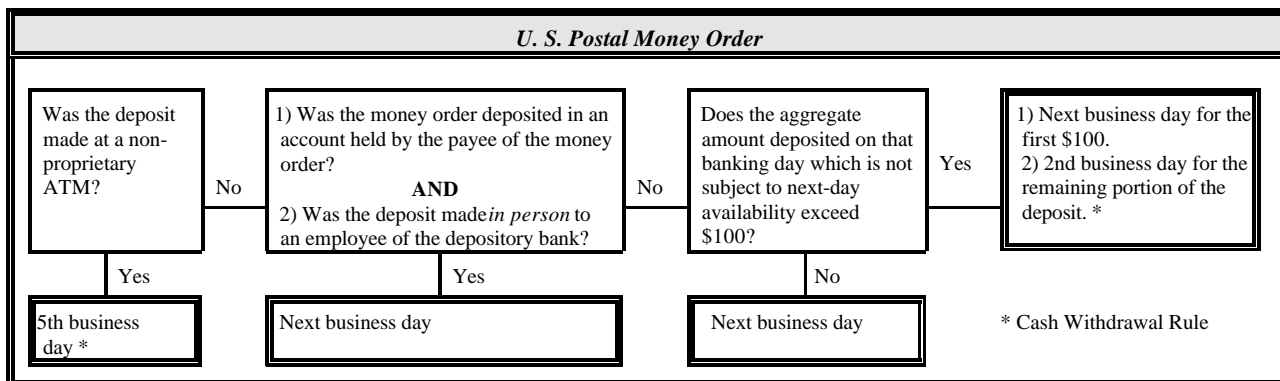 U. S. Postal Money Order
Was the deposit
made at a non-
proprietary
ATM?
No
1) Was the money order deposited in an
account held by the payee of the money
order?
AND
2) Was the deposit made in person to
an employee of the depository bank?
No
Does the aggregate
amount deposited on that
banking day which is not
subject to next-day
availability exceed
$100?
Yes
1) Next business day for the
first $100.
2) 2nd business day for the
remaining portion of the
deposit. *
Yes
Yes
No
5th business
day *
Next business day
Next business day
* Cash Withdrawal Rule